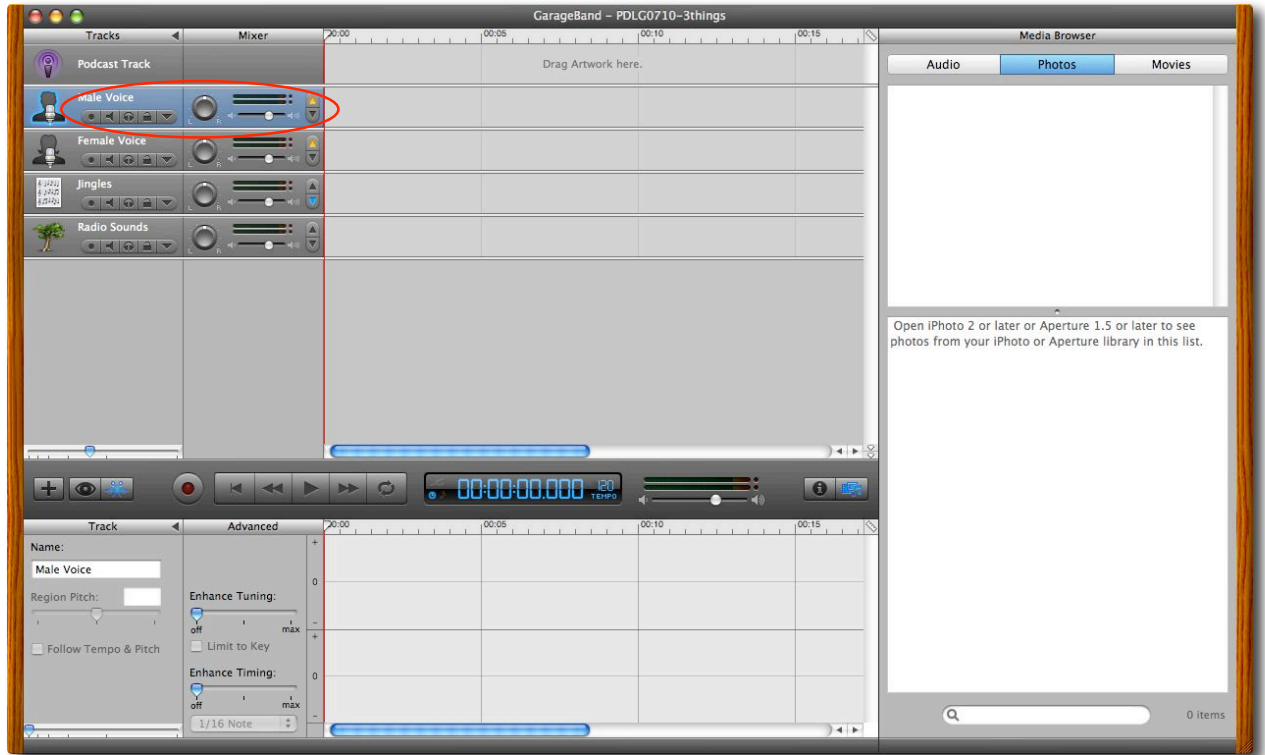 GarageBand – PDLG0710-3things
Tracks
Mixer
00:00
00:05
00:10
00:15
Media Browser
Podcast Track
Drag Artwork here.
Audio
Photos
Movies
Male Voice
L R
Female Voice
L R
Jingles
L R
Radio Sounds
L R
Open iPhoto 2 or later or Aperture 1.5 or later to see
photos from your iPhoto or Aperture library in this list.
00:00:00.000
120
TEMPO
Track
Advanced
00:00
00:05
00:10
00:15
Name:
Male Voice
Region Pitch:
Follow Tempo & Pitch
Enhance Tuning:
off
max
Limit to Key
Enhance Timing:
off
max
1/16 Note
+
0
-
+
0
-
0 items